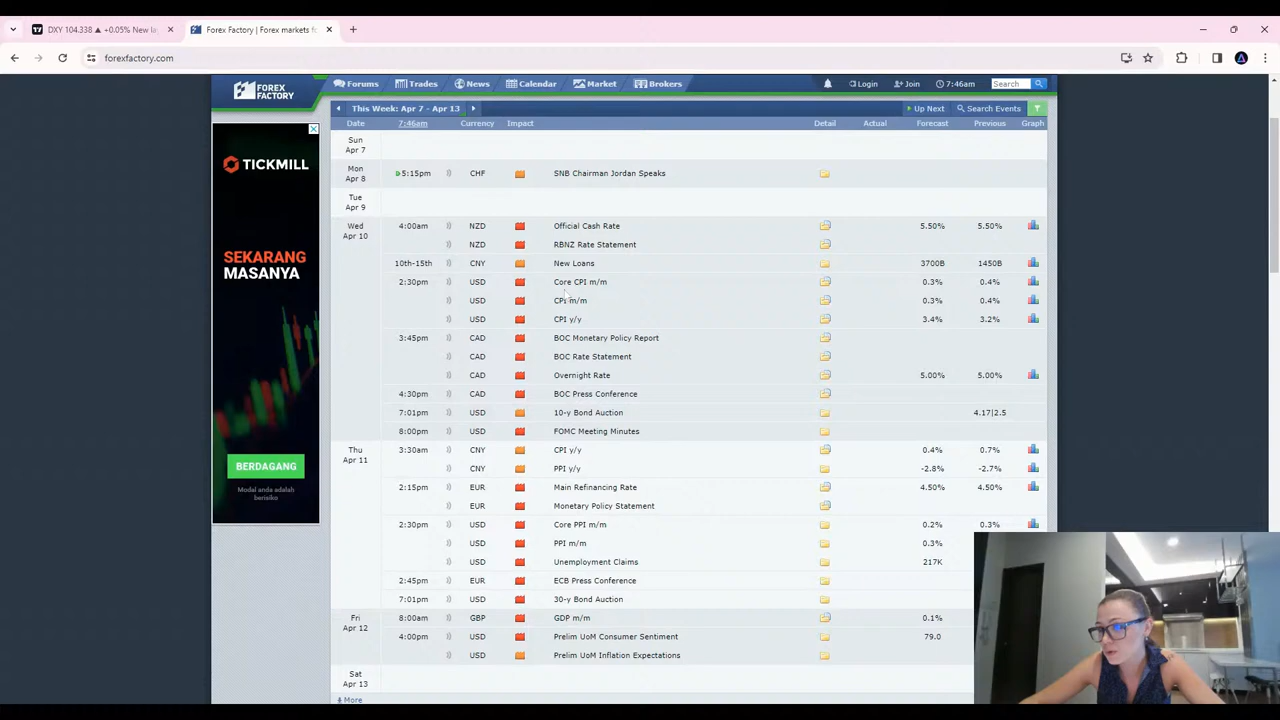 DXY 104.338 ▲ +0.05% New la
Forex Factory | Forex markets f
forexfactory.com
FOREX FACTORY
Forums Trades News Calendar Market Brokers Login Join 7:46am Search
This Week: Apr 7 - Apr 13 Up Next Search Events
Date 7:46am Currency Impact Detail Actual Forecast Previous Graph
Sun
Apr 7
Mon
Apr 8
5:15pm CHF SNB Chairman Jordan Speaks
Tue
Apr 9
Wed
Apr 10
4:00am NZD Official Cash Rate 5.50% 5.50%
NZD RBNZ Rate Statement
10th-15th CNY New Loans 3700B 1450B
2:30pm USD Core CPI m/m 0.3% 0.4%
USD CPI m/m 0.3% 0.4%
USD CPI y/y 3.4% 3.2%
3:45pm CAD BOC Monetary Policy Report
CAD BOC Rate Statement
CAD Overnight Rate 5.00% 5.00%
4:30pm CAD BOC Press Conference
7:01pm USD 10-y Bond Auction 4.17|2.5
8:00pm USD FOMC Meeting Minutes
Thu
Apr 11
3:30am CNY CPI y/y 0.4% 0.7%
CNY PPI y/y -2.8% -2.7%
2:15pm EUR Main Refinancing Rate 4.50% 4.50%
EUR Monetary Policy Statement
2:30pm USD Core PPI m/m 0.2% 0.3%
USD PPI m/m 0.3%
USD Unemployment Claims 217K
2:45pm EUR ECB Press Conference
7:01pm USD 30-y Bond Auction
Fri
Apr 12
8:00am GBP GDP m/m 0.1%
4:00pm USD Prelim UoM Consumer Sentiment 79.0
USD Prelim UoM Inflation Expectations
Sat
Apr 13
More
TICKMILL
SEKARANG
MASANYA
BERDAGANG
Modal anda adalah
berisiko